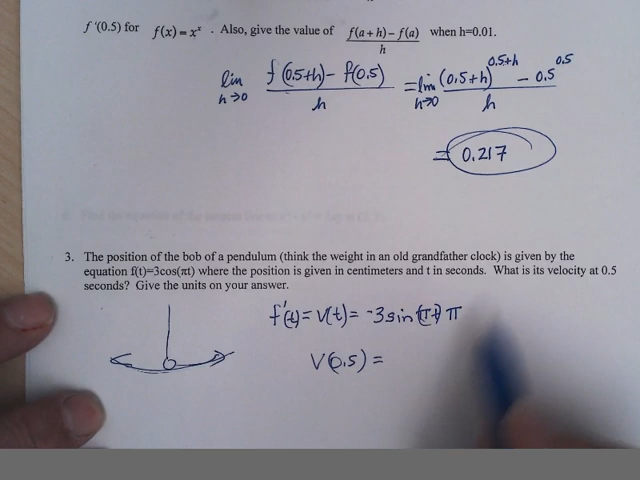 f '(0.5) for f(x) = xˣ . Also, give the value of (f(a + h) − f(a))/h when h=0.01.
lim h→0 (f(0.5+h) − f(0.5))/h = lim h→0 ((0.5+h)^(0.5+h) − 0.5^0.5)/h
= 0.217
3. The position of the bob of a pendulum (think the weight in an old grandfather clock) is given by the
equation f(t)=3cos(πt) where the position is given in centimeters and t in seconds. What is its velocity at 0.5
seconds? Give the units on your answer.
f'(t) = v(t) = -3 sin(πt) π
V(0.5) =